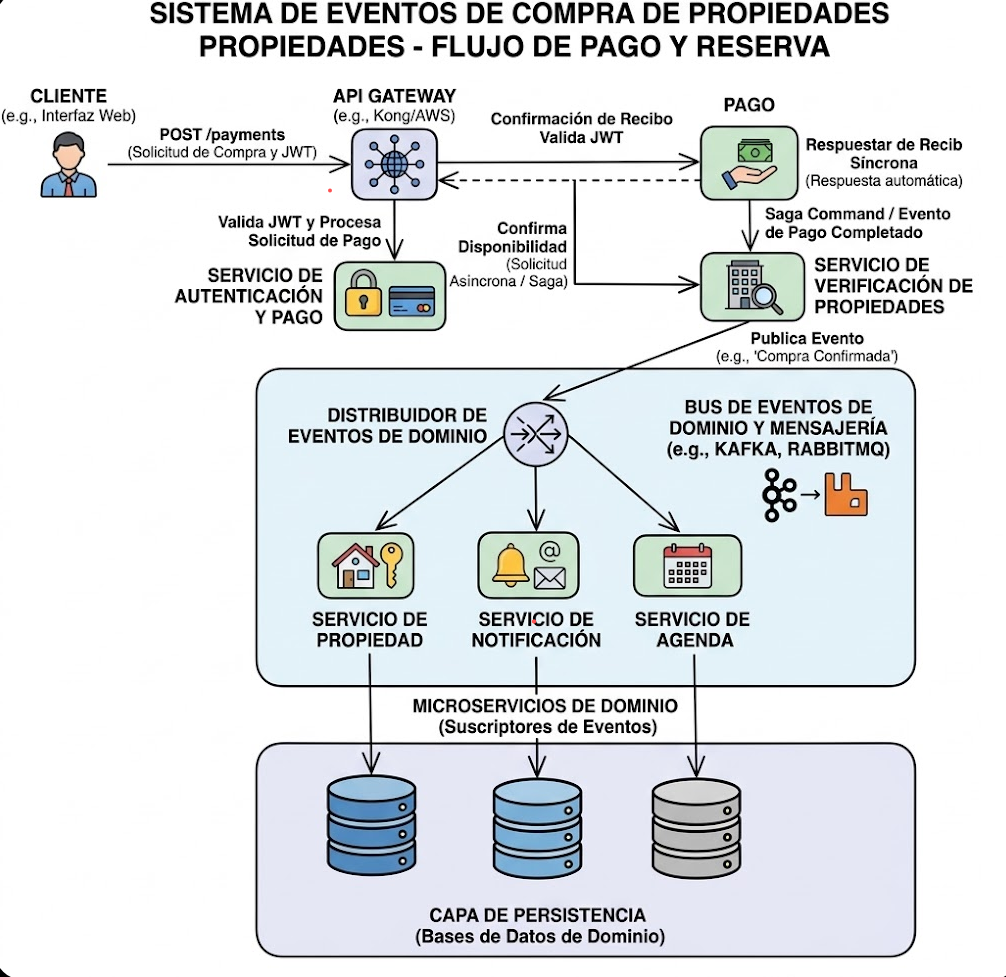 SISTEMA DE EVENTOS DE COMPRA DE PROPIEDADES
PROPIEDADES - FLUJO DE PAGO Y RESERVA
CLIENTE
(e.g., Interfaz Web)
POST /payments
(Solicitud de Compra y JWT)
API GATEWAY
(e.g., Kong/AWS)
Confirmación de Recibo
Valida JWT
PAGO
Respuestar de Recib
Síncrona
(Respuesta automática)
Valida JWT y Procesa
Solicitud de Pago
Confirma
Disponibilidad
(Solicitud
Asincrona / Saga)
Saga Command / Evento
de Pago Completado
SERVICIO DE
AUTENTICACIÓN
Y PAGO
SERVICIO DE
VERIFICACIÓN DE
PROPIEDADES
Publica Evento
(e.g., 'Compra Confirmada')
DISTRIBUIDOR DE
EVENTOS DE DOMINIO
BUS DE EVENTOS DE
DOMINIO Y MENSAJERÍA
(e.g., KAFKA, RABBITMQ)
@
SERVICIO DE
PROPIEDAD
SERVICIO DE
NOTIFICACIÓN
SERVICIO DE
AGENDA
MICROSERVICIOS DE DOMINIO
(Suscriptores de Eventos)
CAPA DE PERSISTENCIA
(Bases de Datos de Dominio)